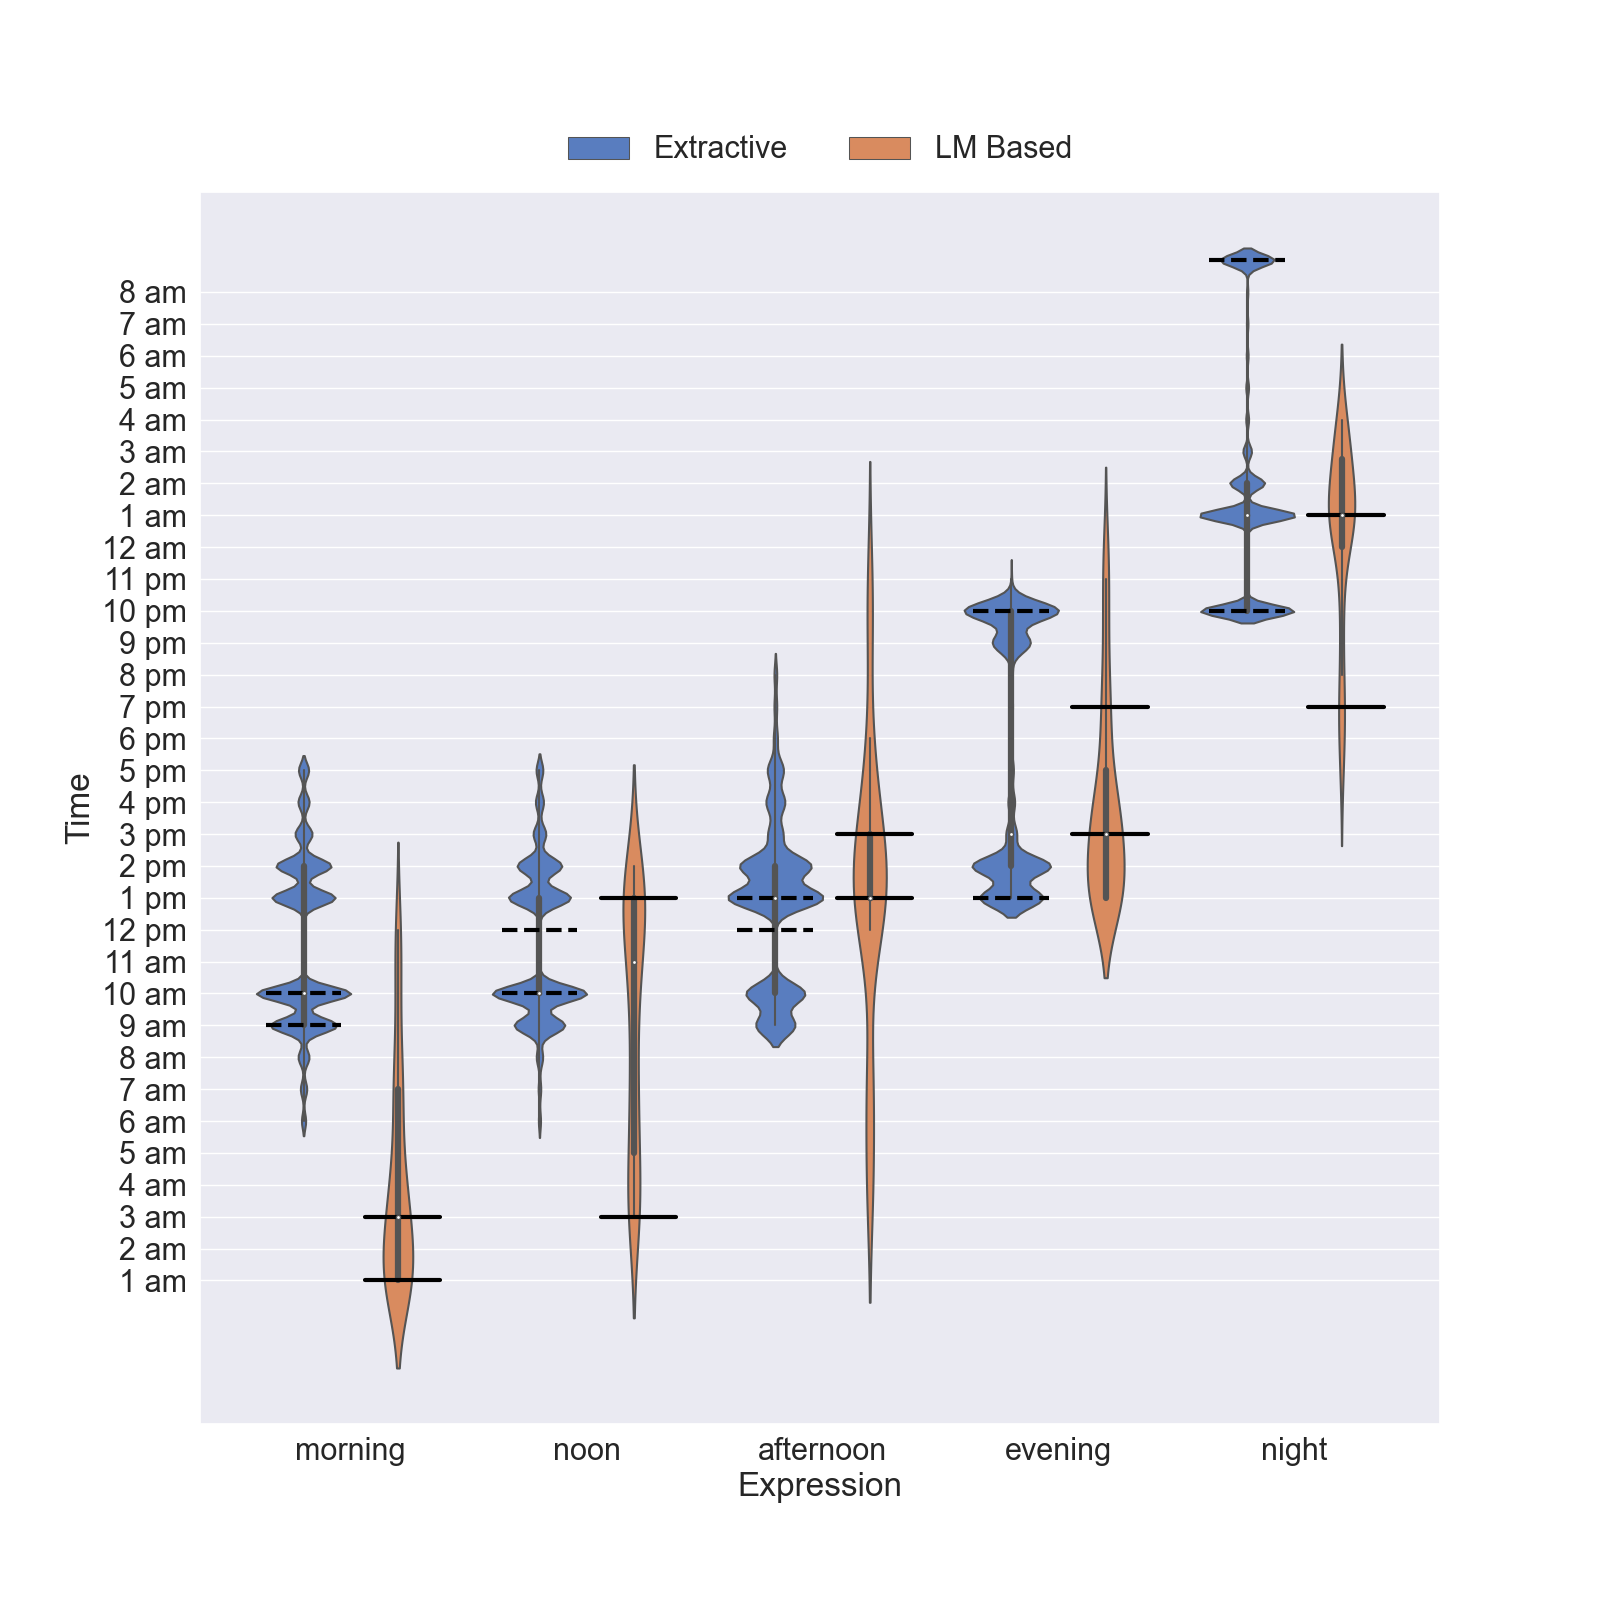 Extractive LM Based
8 am
7 am
6 am
5 am
4 am
3 am
2 am
1 am
12 am
11 pm
10 pm
9 pm
8 pm
7 pm
6 pm
5 pm
4 pm
3 pm
2 pm
1 pm
12 pm
11 am
10 am
9 am
8 am
7 am
6 am
5 am
4 am
3 am
2 am
1 am
Time
morning noon afternoon evening night
Expression